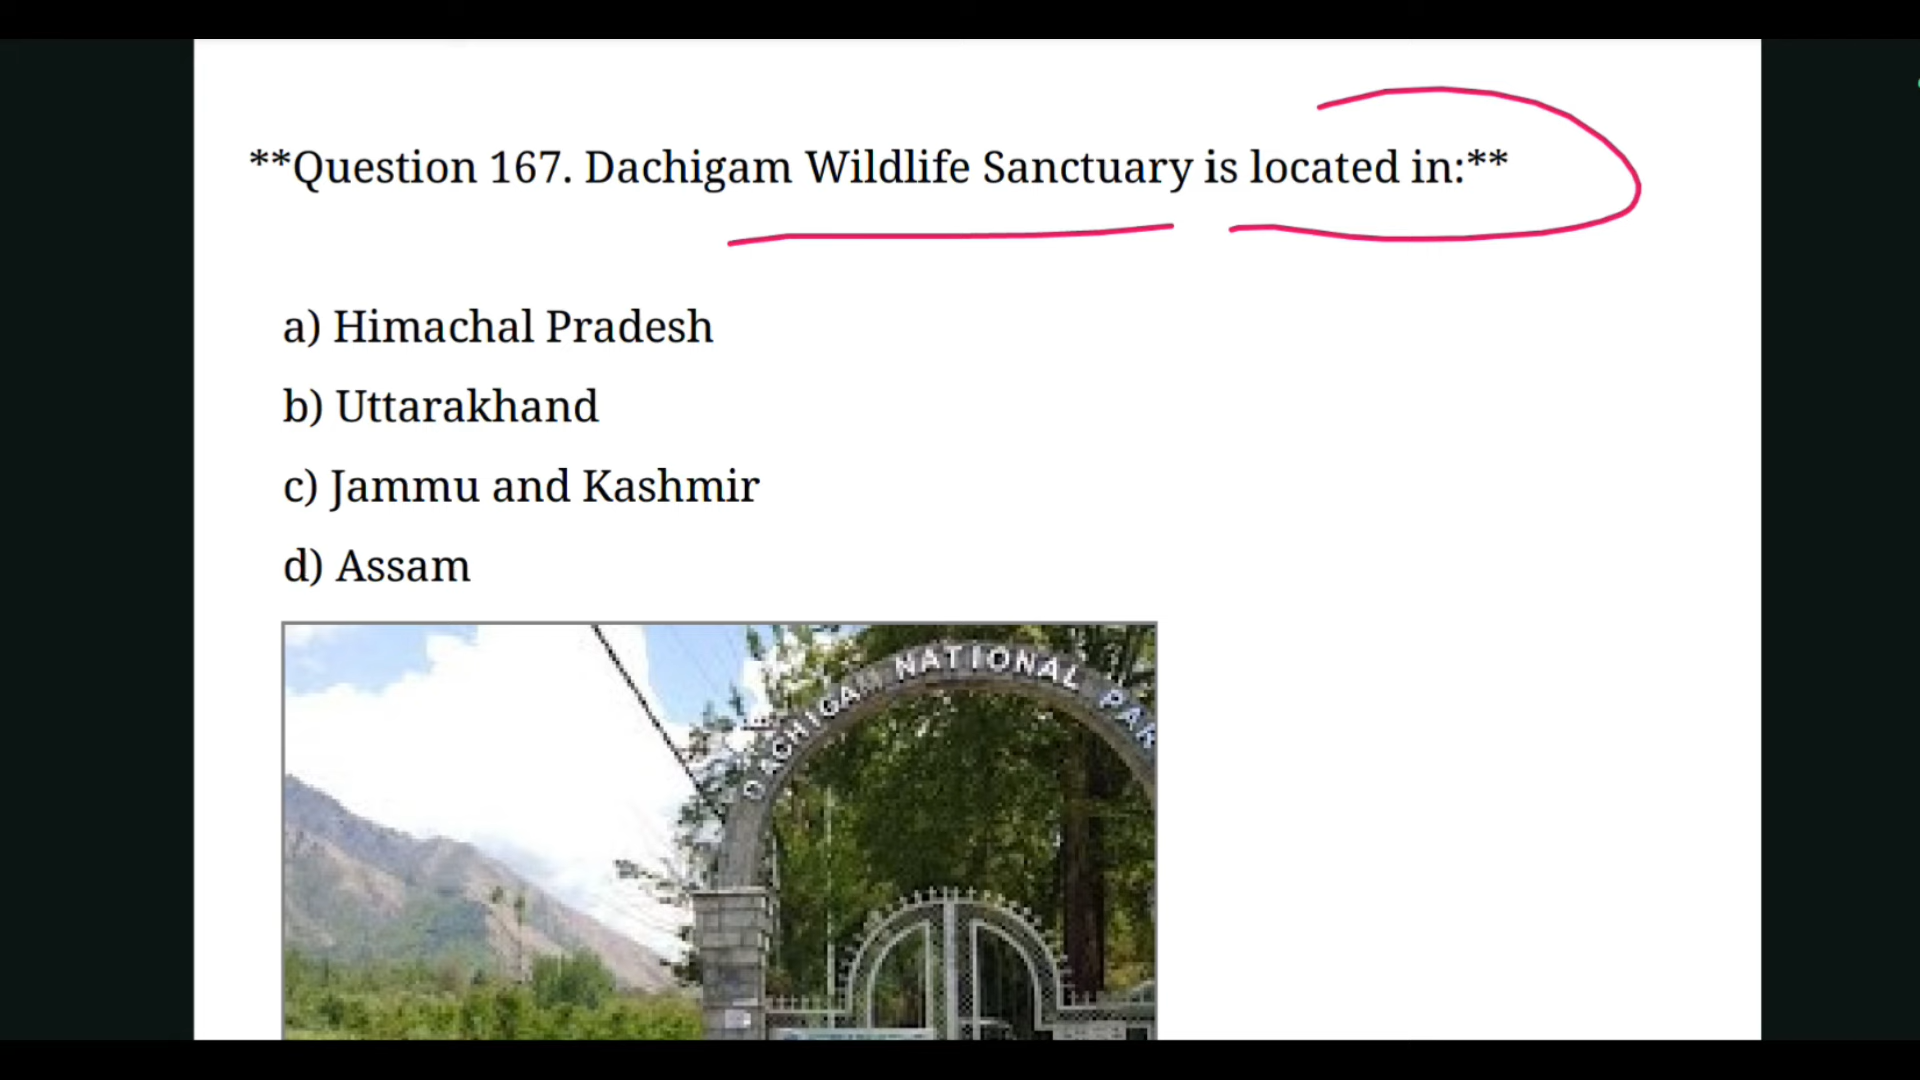 **Question 167. Dachigam Wildlife Sanctuary is located in:**
a) Himachal Pradesh
b) Uttarakhand
c) Jammu and Kashmir
d) Assam
DACHIGAM NATIONAL PAR